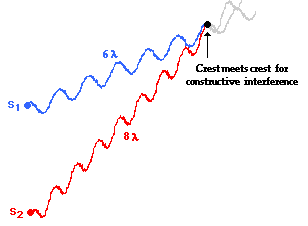 6λ
S1
Crest meets crest for
constructive interference
8λ
S2